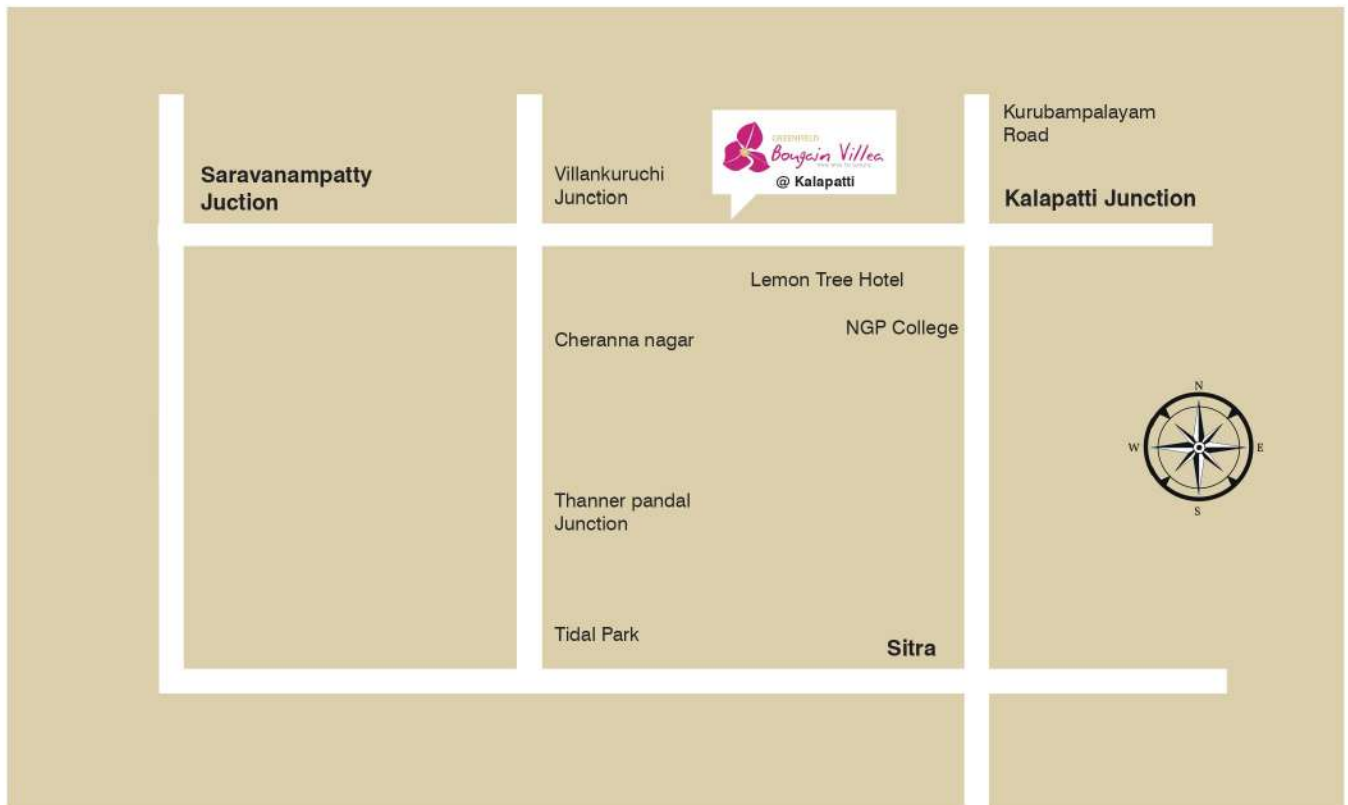 Kurubampalayam
Road
GREENFIELD
Bougain Villea
@ Kalapatti
Saravanampatty
Juction
Villankuruchi
Junction
Kalapatti Junction
Lemon Tree Hotel
NGP College
Cheranna nagar
N
W
E
S
Thanner pandal
Junction
Tidal Park
Sitra